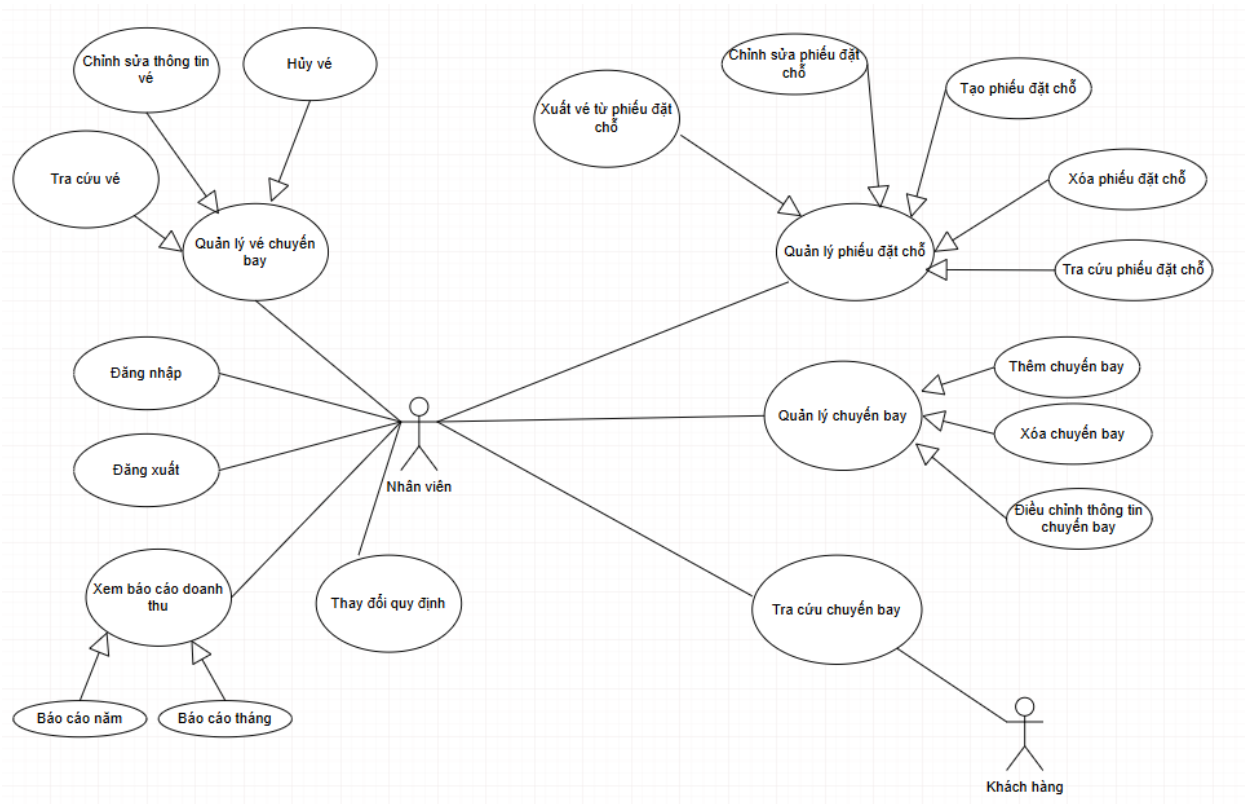 Chỉnh sửa thông tin
vé
Hủy vé
Tra cứu vé
Quản lý vé chuyến
bay
Xuất vé từ phiếu đặt
chỗ
Chỉnh sửa phiếu đặt
chỗ
Tạo phiếu đặt chỗ
Xóa phiếu đặt chỗ
Quản lý phiếu đặt chỗ
Tra cứu phiếu đặt chỗ
Đăng nhập
Đăng xuất
Nhân viên
Quản lý chuyến bay
Thêm chuyến bay
Xóa chuyến bay
Điều chỉnh thông tin
chuyến bay
Xem báo cáo doanh
thu
Thay đổi quy định
Tra cứu chuyến bay
Báo cáo năm
Báo cáo tháng
Khách hàng